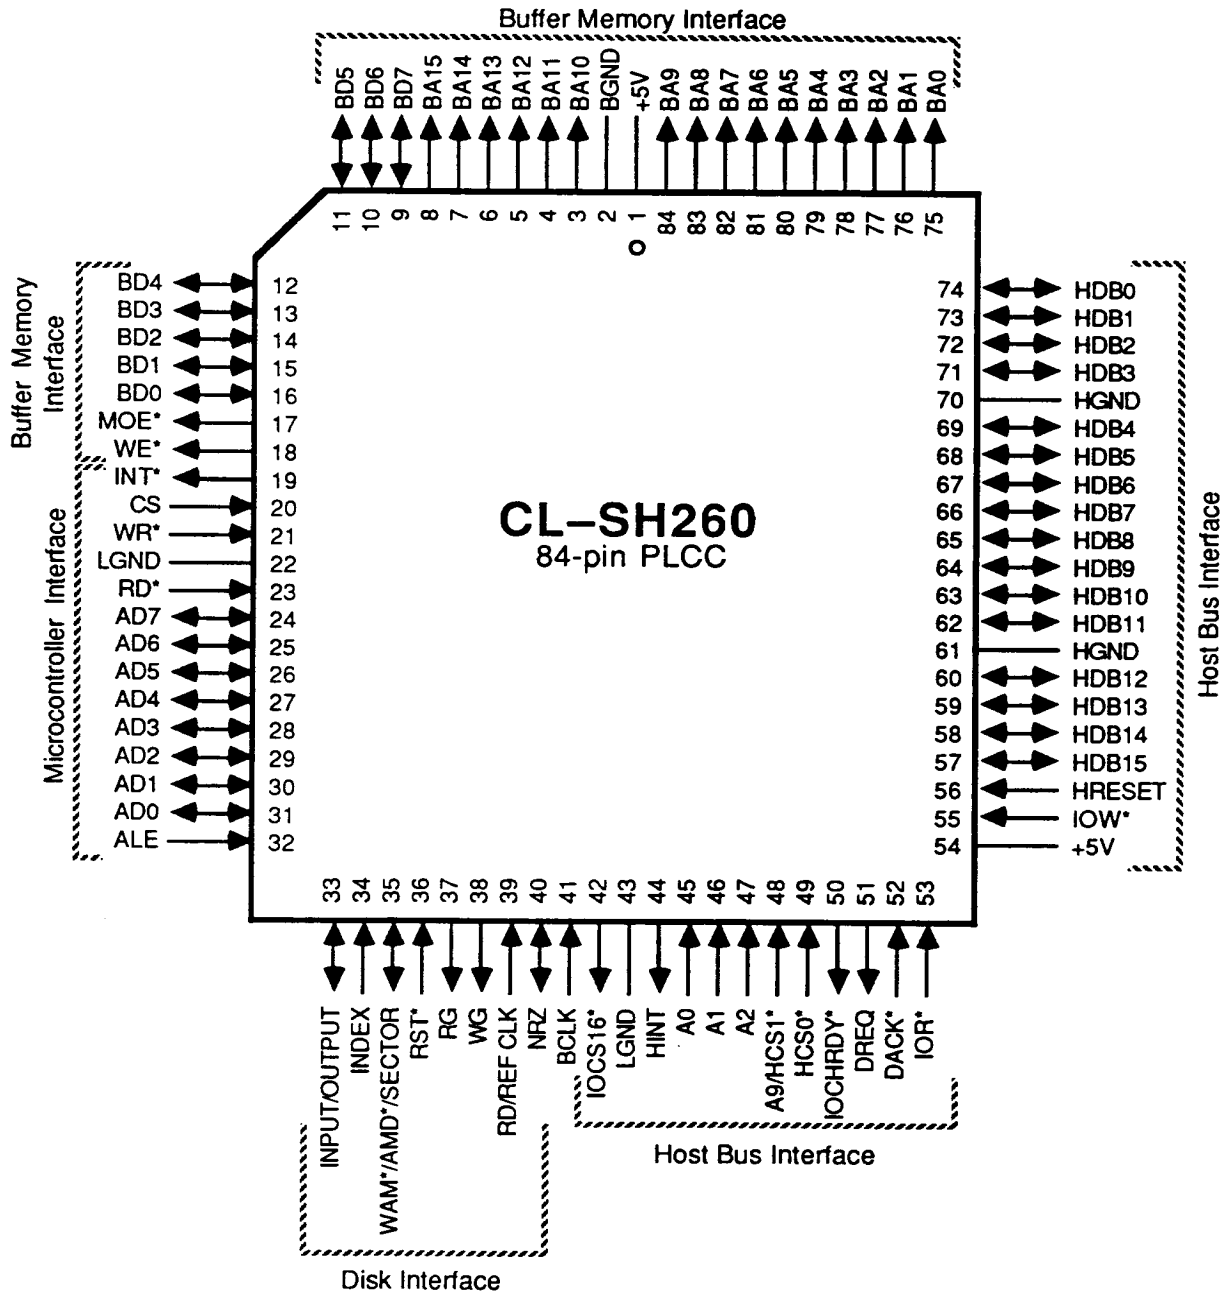 Buffer Memory Interface
BD5 BD6 BD7 BA15 BA14 BA13 BA12 BA11 BA10 BGND +5V BA9 BA8 BA7 BA6 BA5 BA4 BA3 BA2 BA1 BA0
11 10 9 8 7 6 5 4 3 2 1 84 83 82 81 80 79 78 77 76 75
Buffer Memory
Interface
BD4 12
BD3 13
BD2 14
BD1 15
BD0 16
MOE* 17
WE* 18
Microcontroller Interface
INT* 19
CS 20
WR* 21
LGND 22
RD* 23
AD7 24
AD6 25
AD5 26
AD4 27
AD3 28
AD2 29
AD1 30
AD0 31
ALE 32
CL–SH260
84-pin PLCC
74 HDB0
73 HDB1
72 HDB2
71 HDB3
70 HGND
69 HDB4
68 HDB5
67 HDB6
66 HDB7
65 HDB8
64 HDB9
63 HDB10
62 HDB11
61 HGND
60 HDB12
59 HDB13
58 HDB14
57 HDB15
56 HRESET
55 IOW*
54 +5V
Host Bus Interface
33 34 35 36 37 38 39 40 41 42 43 44 45 46 47 48 49 50 51 52 53
INPUT/OUTPUT INDEX WAM*/AMD*/SECTOR RST* RG WG RD/REF CLK NRZ BCLK IOCS16* LGND HINT A0 A1 A2 A9/HCS1* HCS0* IOCHRDY* DREQ DACK* IOR*
Host Bus Interface
Disk Interface